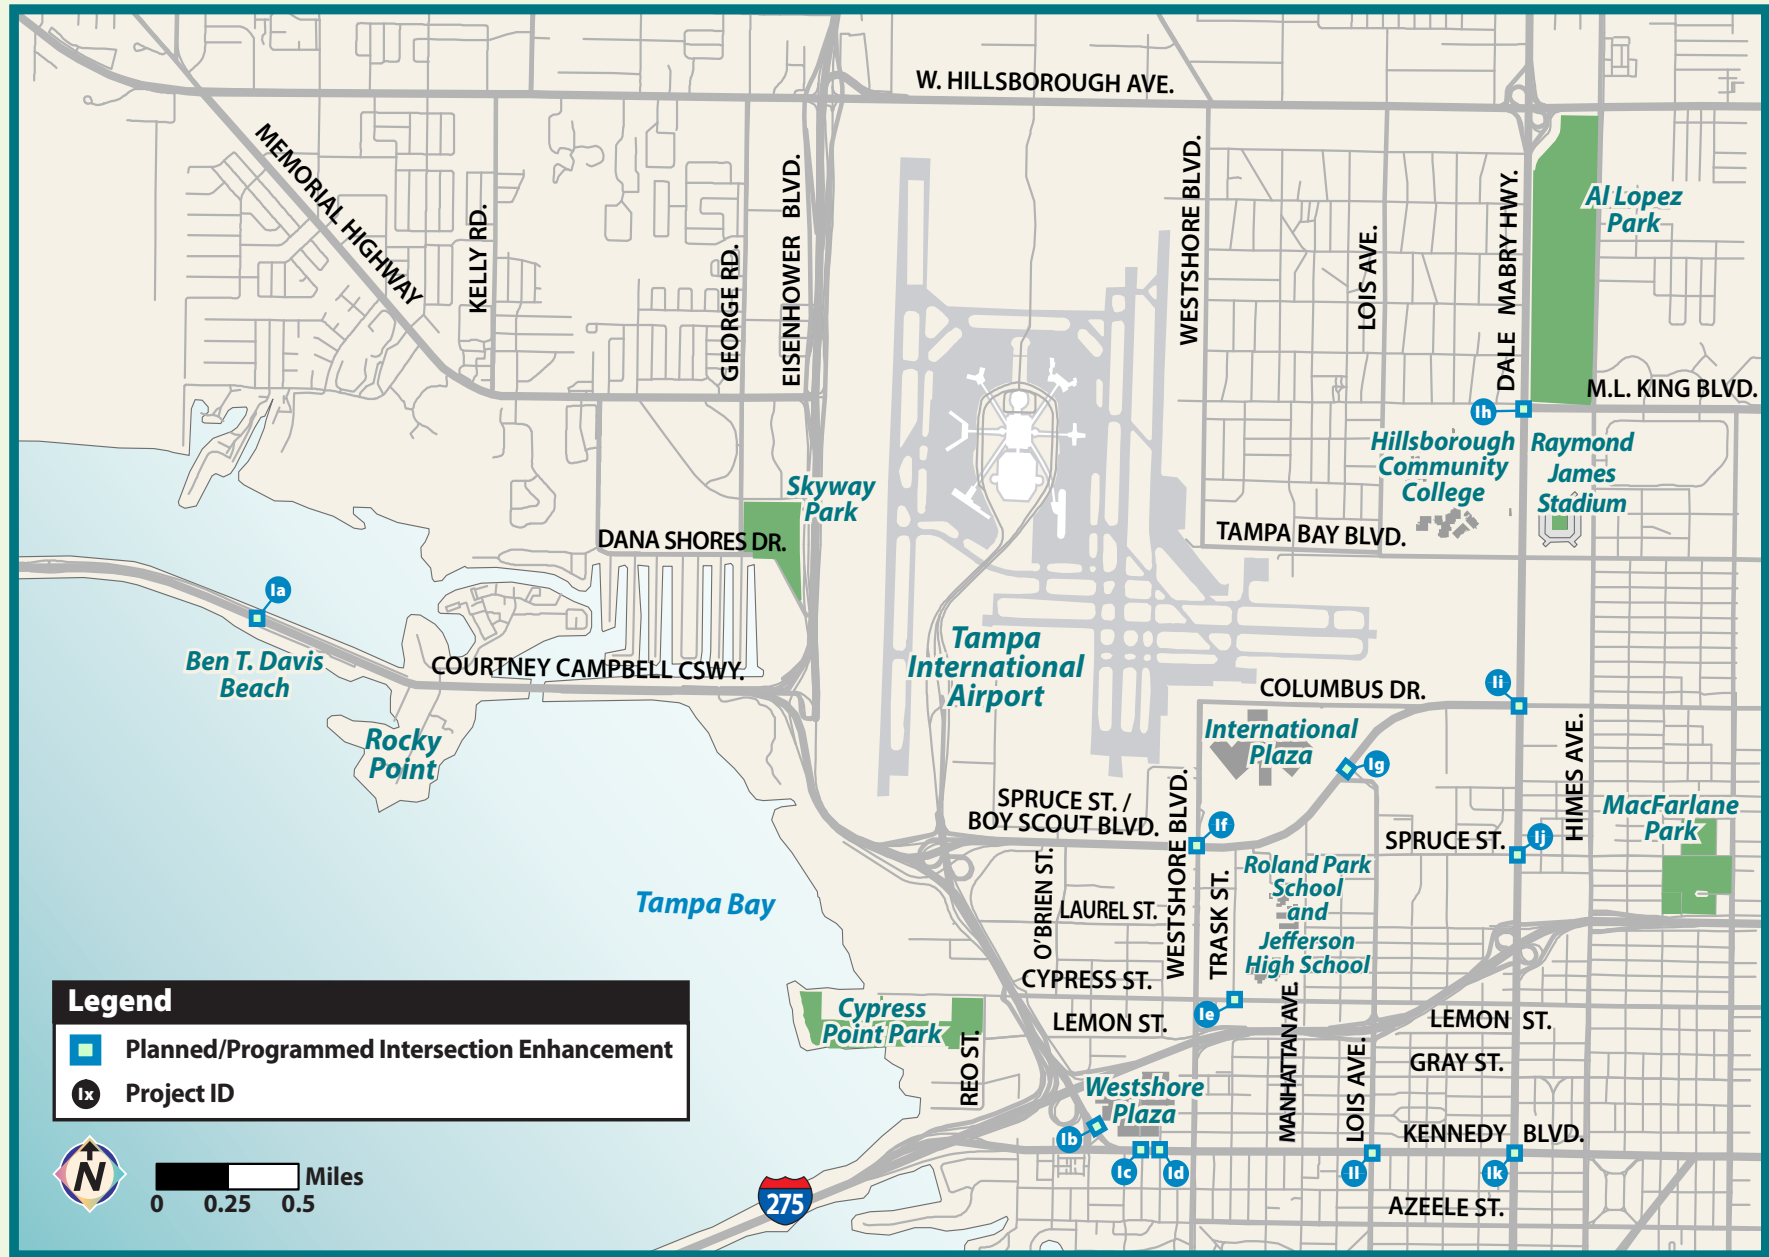 W. HILLSBOROUGH AVE.
MEMORIAL HIGHWAY
KELLY RD.
GEORGE RD.
EISENHOWER BLVD.
WESTSHORE BLVD.
LOIS AVE.
DALE MABRY HWY.
Al Lopez
Park
M.L. KING BLVD.
Ih
Hillsborough
Community
College
Raymond
James
Stadium
Skyway
Park
DANA SHORES DR.
TAMPA BAY BLVD.
Ia
Ben T. Davis
Beach
COURTNEY CAMPBELL CSWY.
Tampa
International
Airport
COLUMBUS DR.
Ii
Rocky
Point
International
Plaza
Ig
HIMES AVE.
MacFarlane
Park
SPRUCE ST. /
BOY SCOUT BLVD.
WESTSHORE BLVD.
If
SPRUCE ST.
Ij
Roland Park
School
and
Jefferson
High School
O'BRIEN ST.
LAUREL ST.
TRASK ST.
Tampa Bay
CYPRESS ST.
Ie
LEMON ST.
MANHATTAN AVE.
LEMON ST.
Cypress
Point Park
REO ST.
GRAY ST.
LOIS AVE.
Westshore
Plaza
Ib
Ic
Id
KENNEDY BLVD.
Il
Ik
AZEELE ST.
275
Legend
Planned/Programmed Intersection Enhancement
Ix
Project ID
N
Miles
0 0.25 0.5